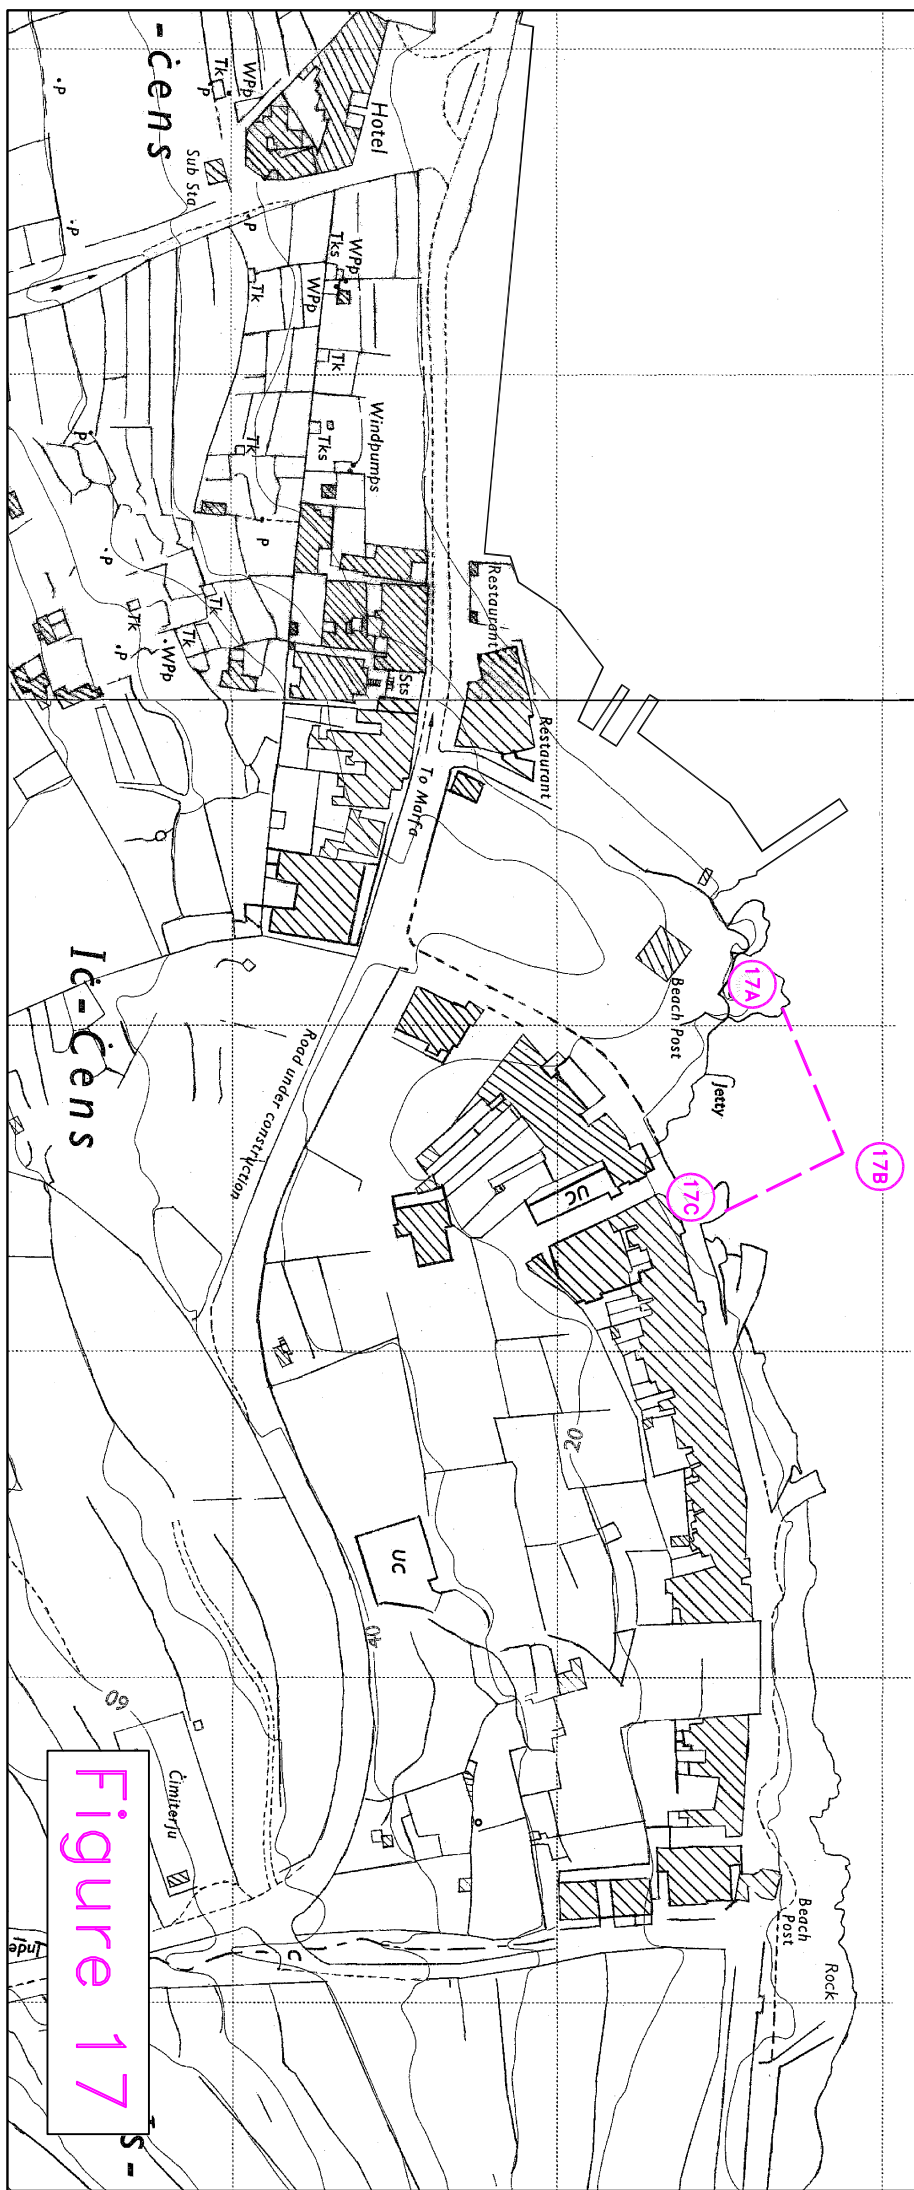 -ċens
Tk
P
WPp
P
Hotel
Sub Sta
P
P
Tk
WPp
Tks
WPp
Tk
Windpumps
Tks
Tk
P
P
P
Tk
Tk
Tk
WPp
P
Restaurant
Restaurant
Sts
To Marfa
Beach Post
Jetty
17A
17B
17C
Iċ-Ċens
Road under construction
UC
20
UC
40
60
Ċimiterju
Beach
Post
Rock
C
Inde
Figure 17
s-